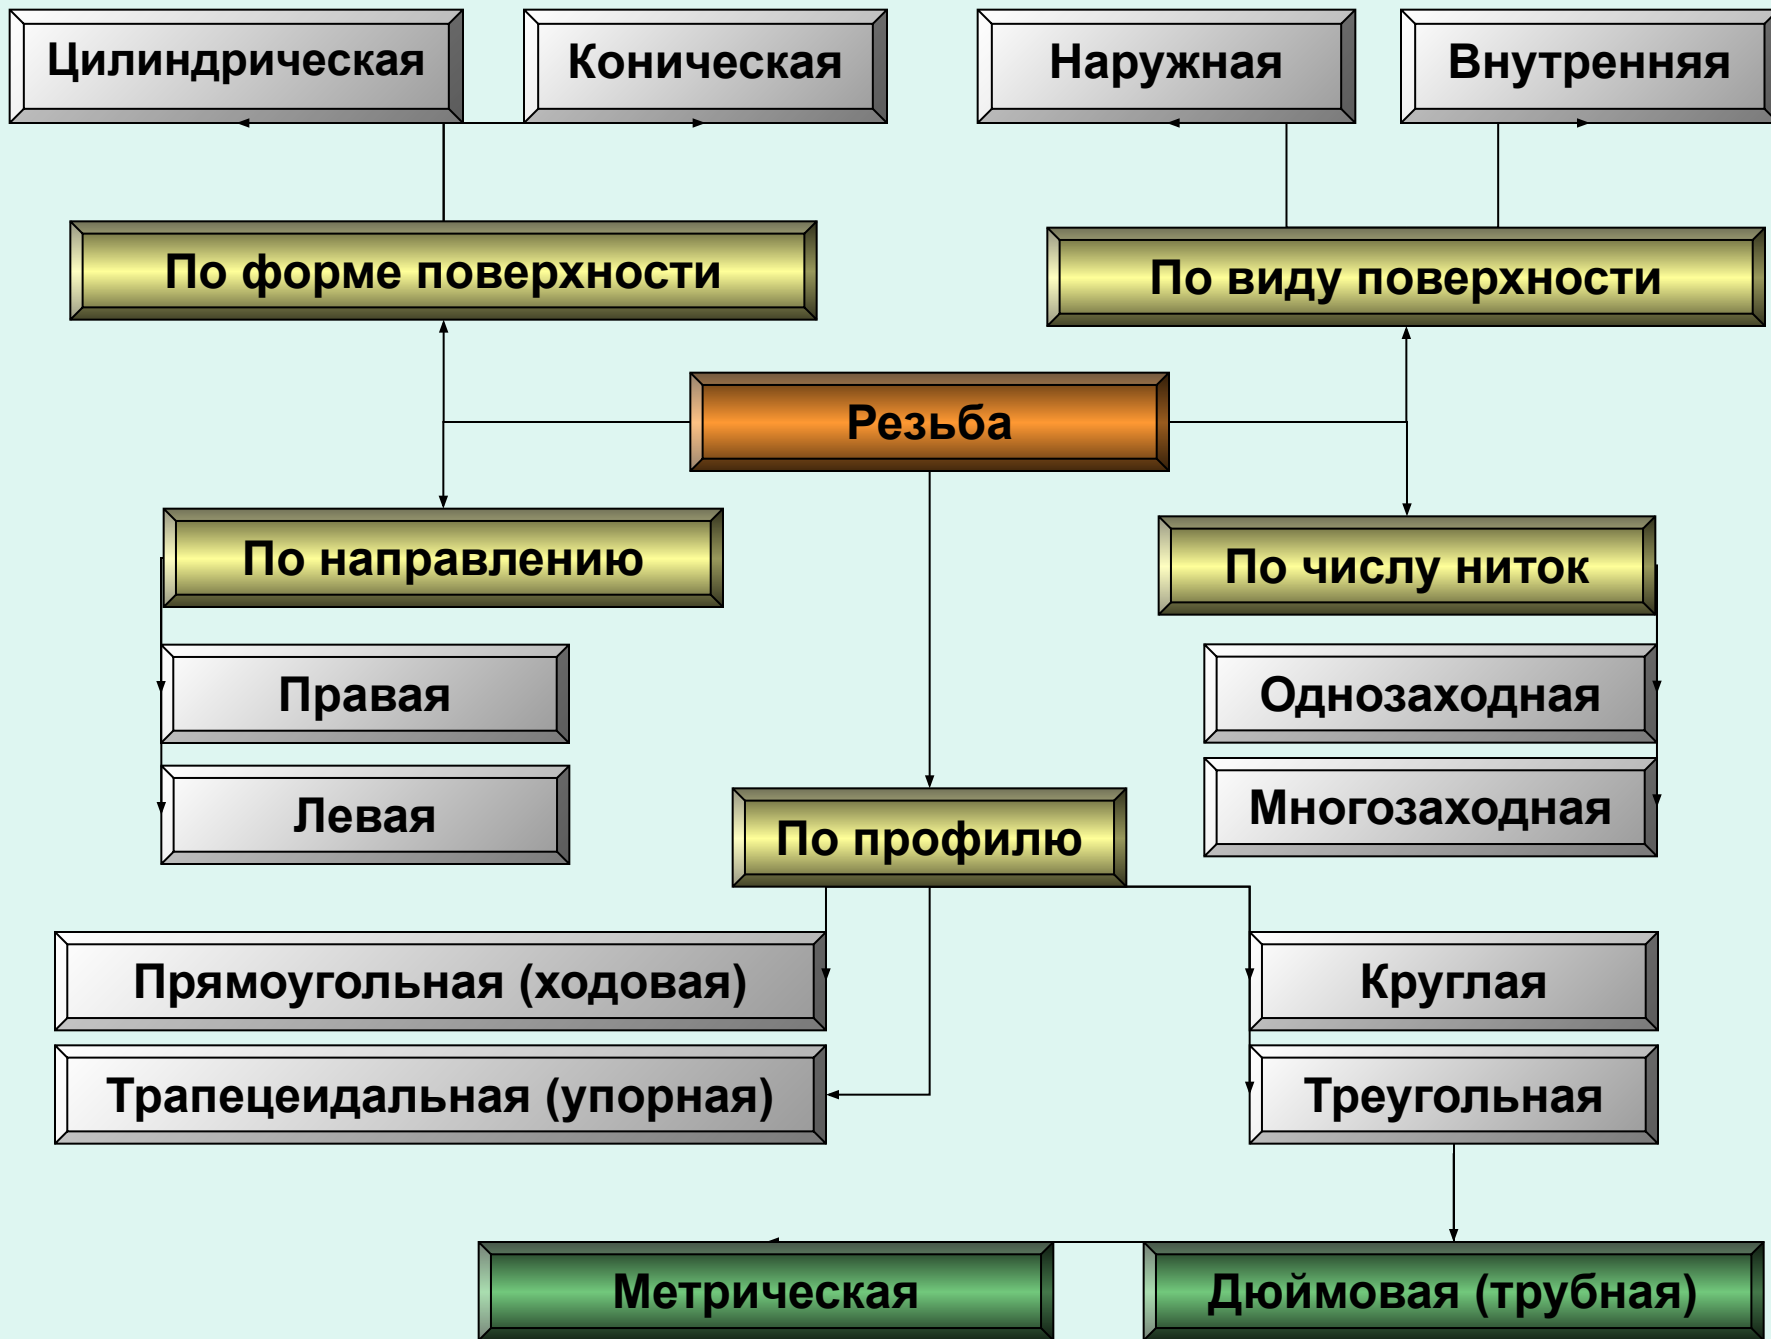 Цилиндрическая
Коническая
Наружная
Внутренняя
По форме поверхности
По виду поверхности
Резьба
По направлению
По числу ниток
Правая
Однозаходная
Левая
Многозаходная
По профилю
Прямоугольная (ходовая)
Круглая
Трапецеидальная (упорная)
Треугольная
Метрическая
Дюймовая (трубная)